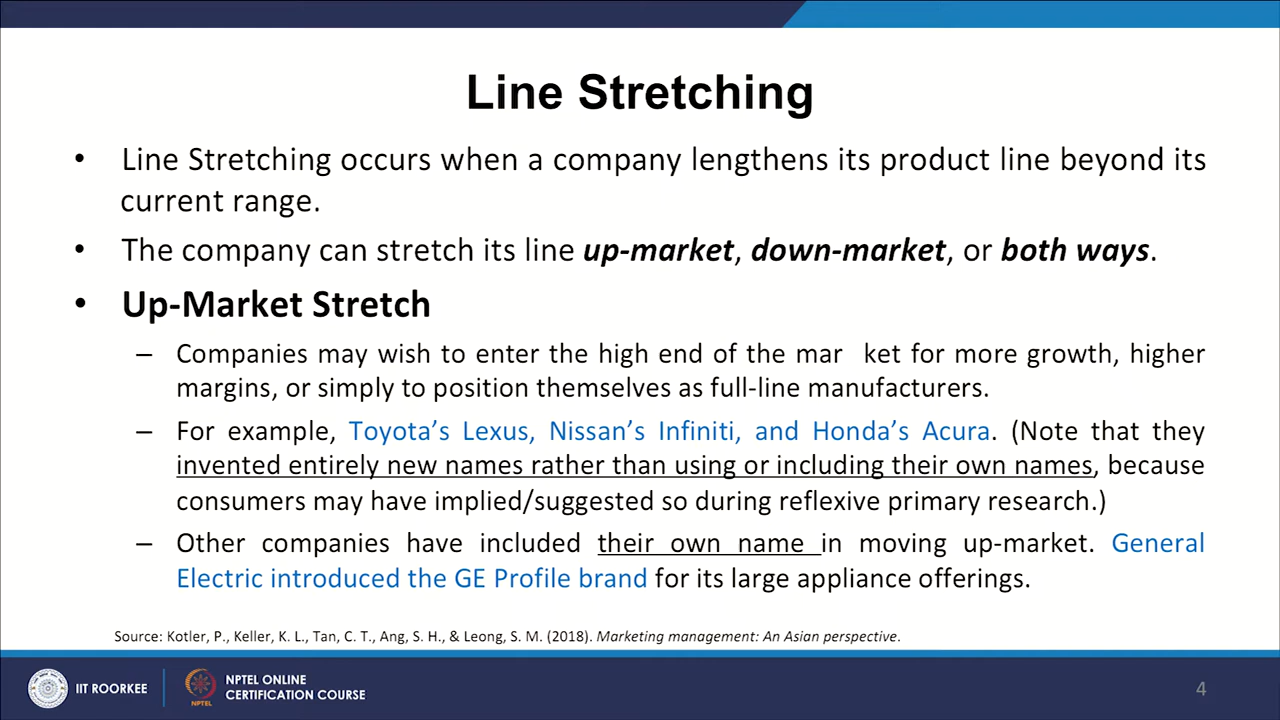 Line Stretching
• Line Stretching occurs when a company lengthens its product line beyond its
current range.
• The company can stretch its line up-market, down-market, or both ways.
• Up-Market Stretch
– Companies may wish to enter the high end of the mar ket for more growth, higher
margins, or simply to position themselves as full-line manufacturers.
– For example, Toyota’s Lexus, Nissan’s Infiniti, and Honda’s Acura. (Note that they
invented entirely new names rather than using or including their own names, because
consumers may have implied/suggested so during reflexive primary research.)
– Other companies have included their own name in moving up-market. General
Electric introduced the GE Profile brand for its large appliance offerings.
Source: Kotler, P., Keller, K. L., Tan, C. T., Ang, S. H., & Leong, S. M. (2018). Marketing management: An Asian perspective.
IIT ROORKEE
NPTEL
NPTEL ONLINE
CERTIFICATION COURSE
4